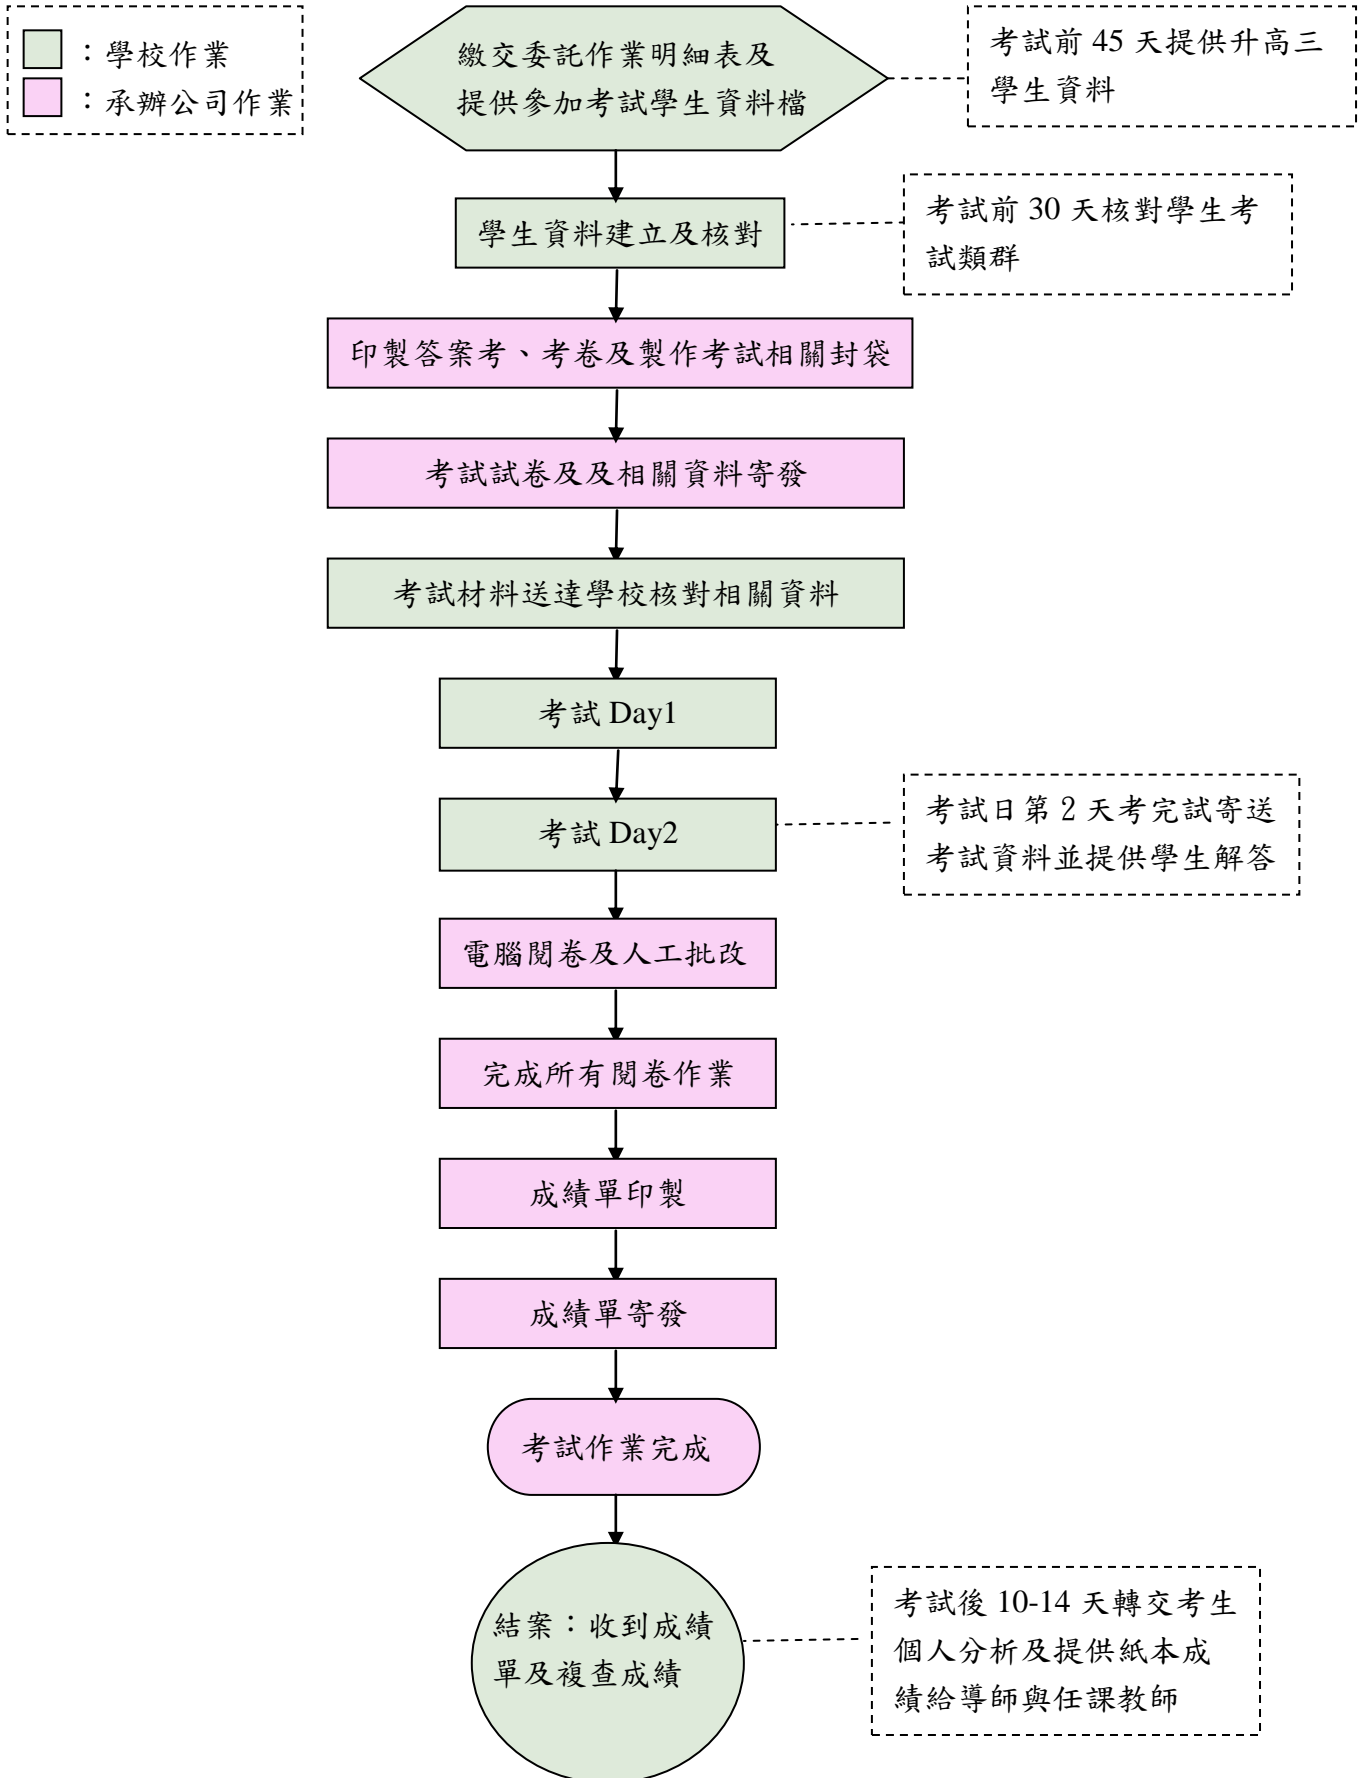 ：學校作業
：承辦公司作業
繳交委託作業明細表及
提供參加考試學生資料檔
考試前 45 天提供升高三
學生資料
學生資料建立及核對
考試前 30 天核對學生考
試類群
印製答案考、考卷及製作考試相關封袋
考試試卷及及相關資料寄發
考試材料送達學校核對相關資料
考試 Day1
考試 Day2
考試日第 2 天考完試寄送
考試資料並提供學生解答
電腦閱卷及人工批改
完成所有閱卷作業
成績單印製
成績單寄發
考試作業完成
結案：收到成績
單及複查成績
考試後 10-14 天轉交考生
個人分析及提供紙本成
績給導師與任課教師